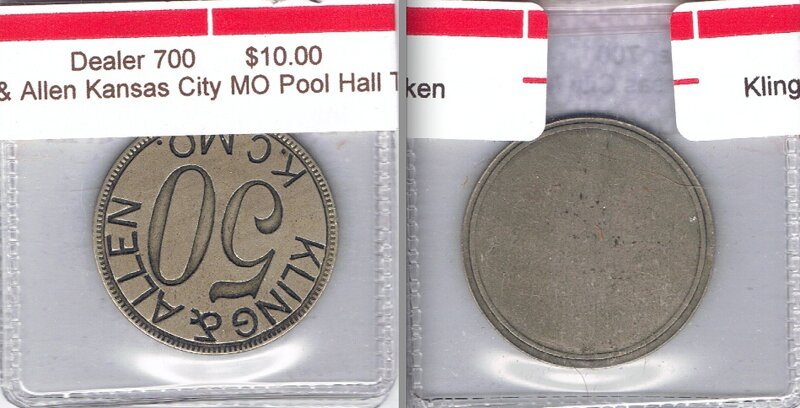 Dealer 700 $10.00
& Allen Kansas City MO Pool Hall T
KLING & ALLEN
50
K.C MO.
ken
Kling